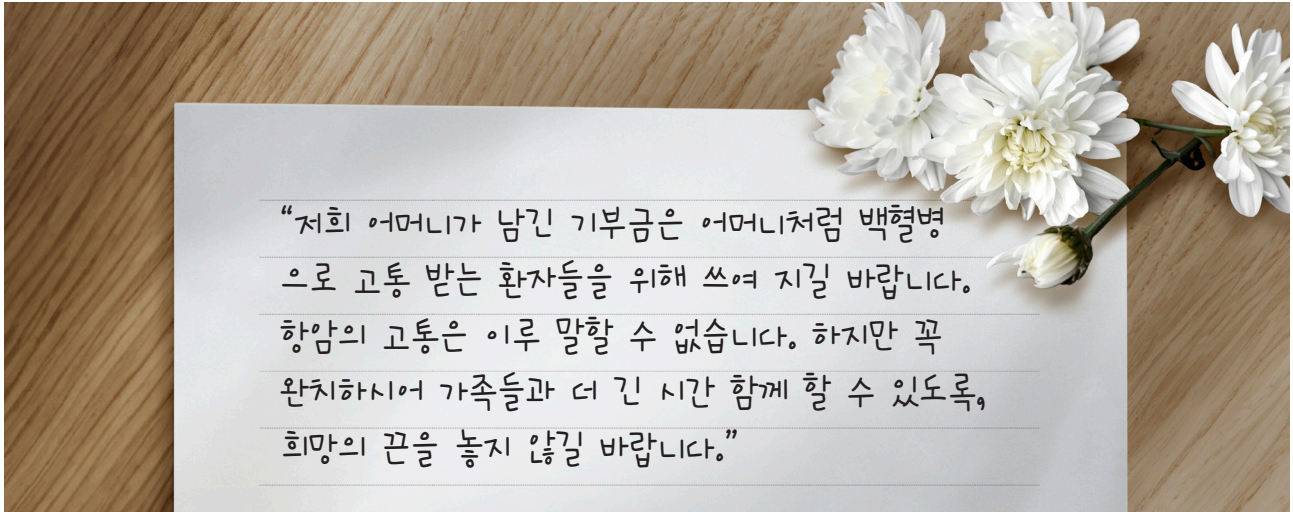 “저희 어머니가 남긴 기부금은 어머니처럼 백혈병
으로 고통 받는 환자들을 위해 쓰여 지길 바랍니다.
항암의 고통은 이루 말할 수 없습니다. 하지만 꼭
완치하시어 가족들과 더 긴 시간 함께 할 수 있도록,
희망의 끈을 놓지 않길 바랍니다.”